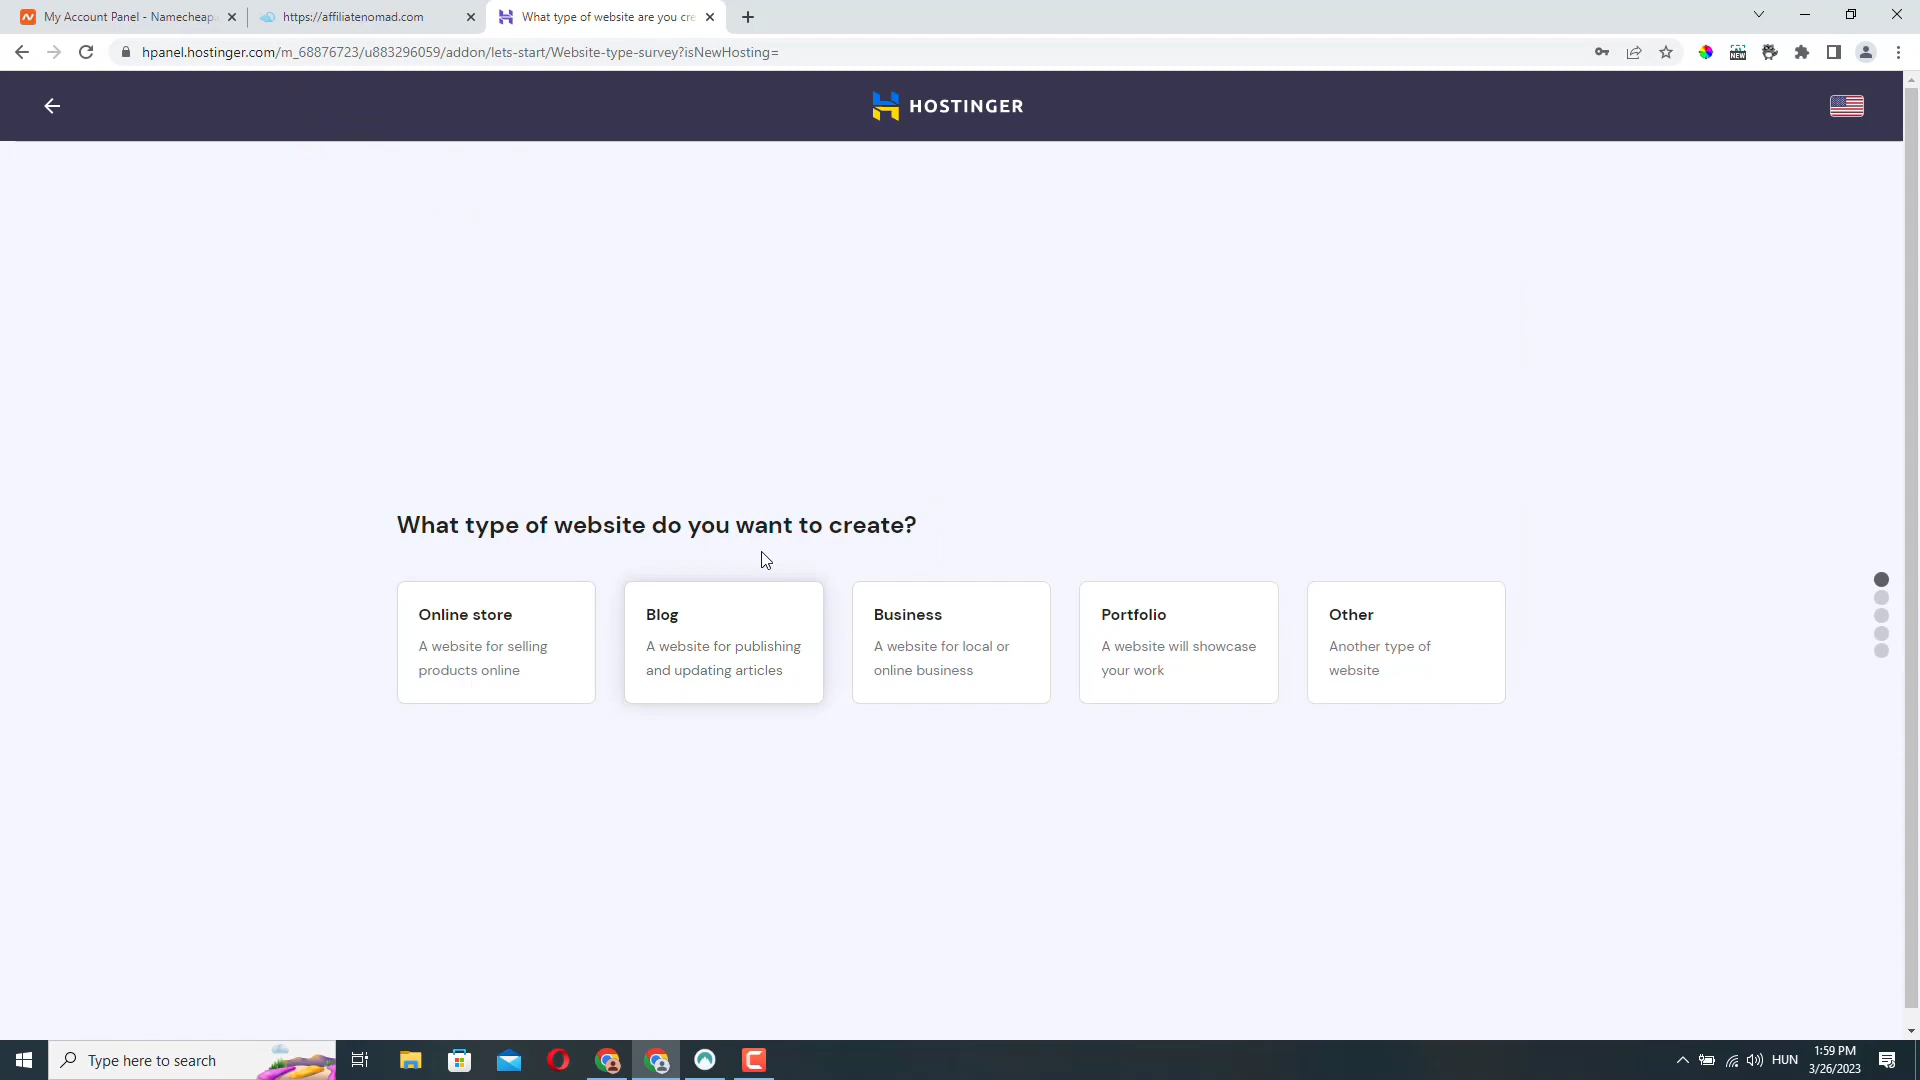 My Account Panel - Namecheap
https://affiliatenomad.com
What type of website are you cre
hpanel.hostinger.com/m_68876723/u883296059/addon/lets-start/Website-type-survey?isNewHosting=
NEW
HOSTINGER
What type of website do you want to create?
Online store
A website for selling
products online
Blog
A website for publishing
and updating articles
Business
A website for local or
online business
Portfolio
A website will showcase
your work
Other
Another type of
website
Type here to search
HUN
1:59 PM
3/26/2023